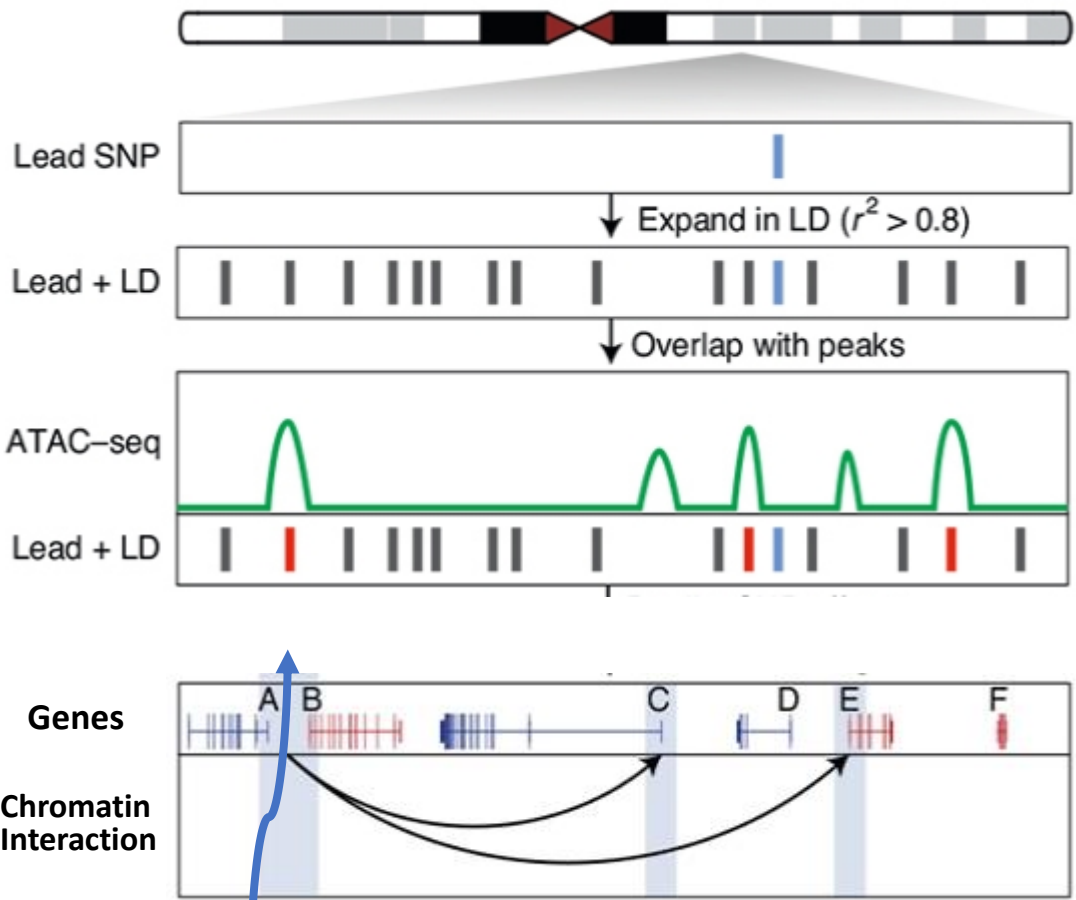 Lead SNP
Expand in LD (r² > 0.8)
Lead + LD
Overlap with peaks
ATAC–seq
Lead + LD
A B C D E F
Genes
Chromatin
Interaction